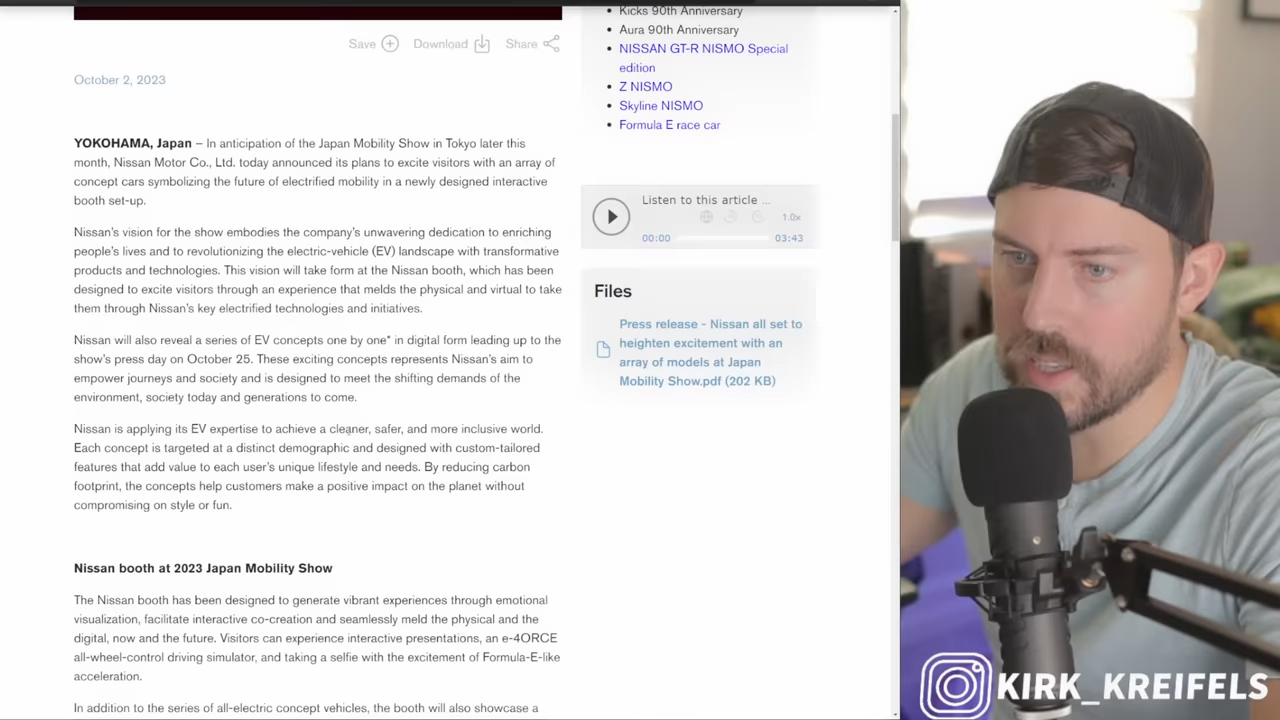 Save
Download
Share
October 2, 2023
YOKOHAMA, Japan – In anticipation of the Japan Mobility Show in Tokyo later this
month, Nissan Motor Co., Ltd. today announced its plans to excite visitors with an array of
concept cars symbolizing the future of electrified mobility in a newly designed interactive
booth set-up.
Nissan's vision for the show embodies the company's unwavering dedication to enriching
people's lives and to revolutionizing the electric-vehicle (EV) landscape with transformative
products and technologies. This vision will take form at the Nissan booth, which has been
designed to excite visitors through an experience that melds the physical and virtual to take
them through Nissan's key electrified technologies and initiatives.
Nissan will also reveal a series of EV concepts one by one* in digital form leading up to the
show's press day on October 25. These exciting concepts represents Nissan's aim to
empower journeys and society and is designed to meet the shifting demands of the
environment, society today and generations to come.
Nissan is applying its EV expertise to achieve a cleaner, safer, and more inclusive world.
Each concept is targeted at a distinct demographic and designed with custom-tailored
features that add value to each user's unique lifestyle and needs. By reducing carbon
footprint, the concepts help customers make a positive impact on the planet without
compromising on style or fun.
Nissan booth at 2023 Japan Mobility Show
The Nissan booth has been designed to generate vibrant experiences through emotional
visualization, facilitate interactive co-creation and seamlessly meld the physical and the
digital, now and the future. Visitors can experience interactive presentations, an e-4ORCE
all-wheel-control driving simulator, and taking a selfie with the excitement of Formula-E-like
acceleration.
In addition to the series of all-electric concept vehicles, the booth will also showcase a
• Kicks 90th Anniversary
• Aura 90th Anniversary
• NISSAN GT-R NISMO Special
edition
• Z NISMO
• Skyline NISMO
• Formula E race car
Listen to this article ...
1.0x
00:00
03:43
Files
Press release - Nissan all set to
heighten excitement with an
array of models at Japan
Mobility Show.pdf (202 KB)
KIRK_KREIFELS